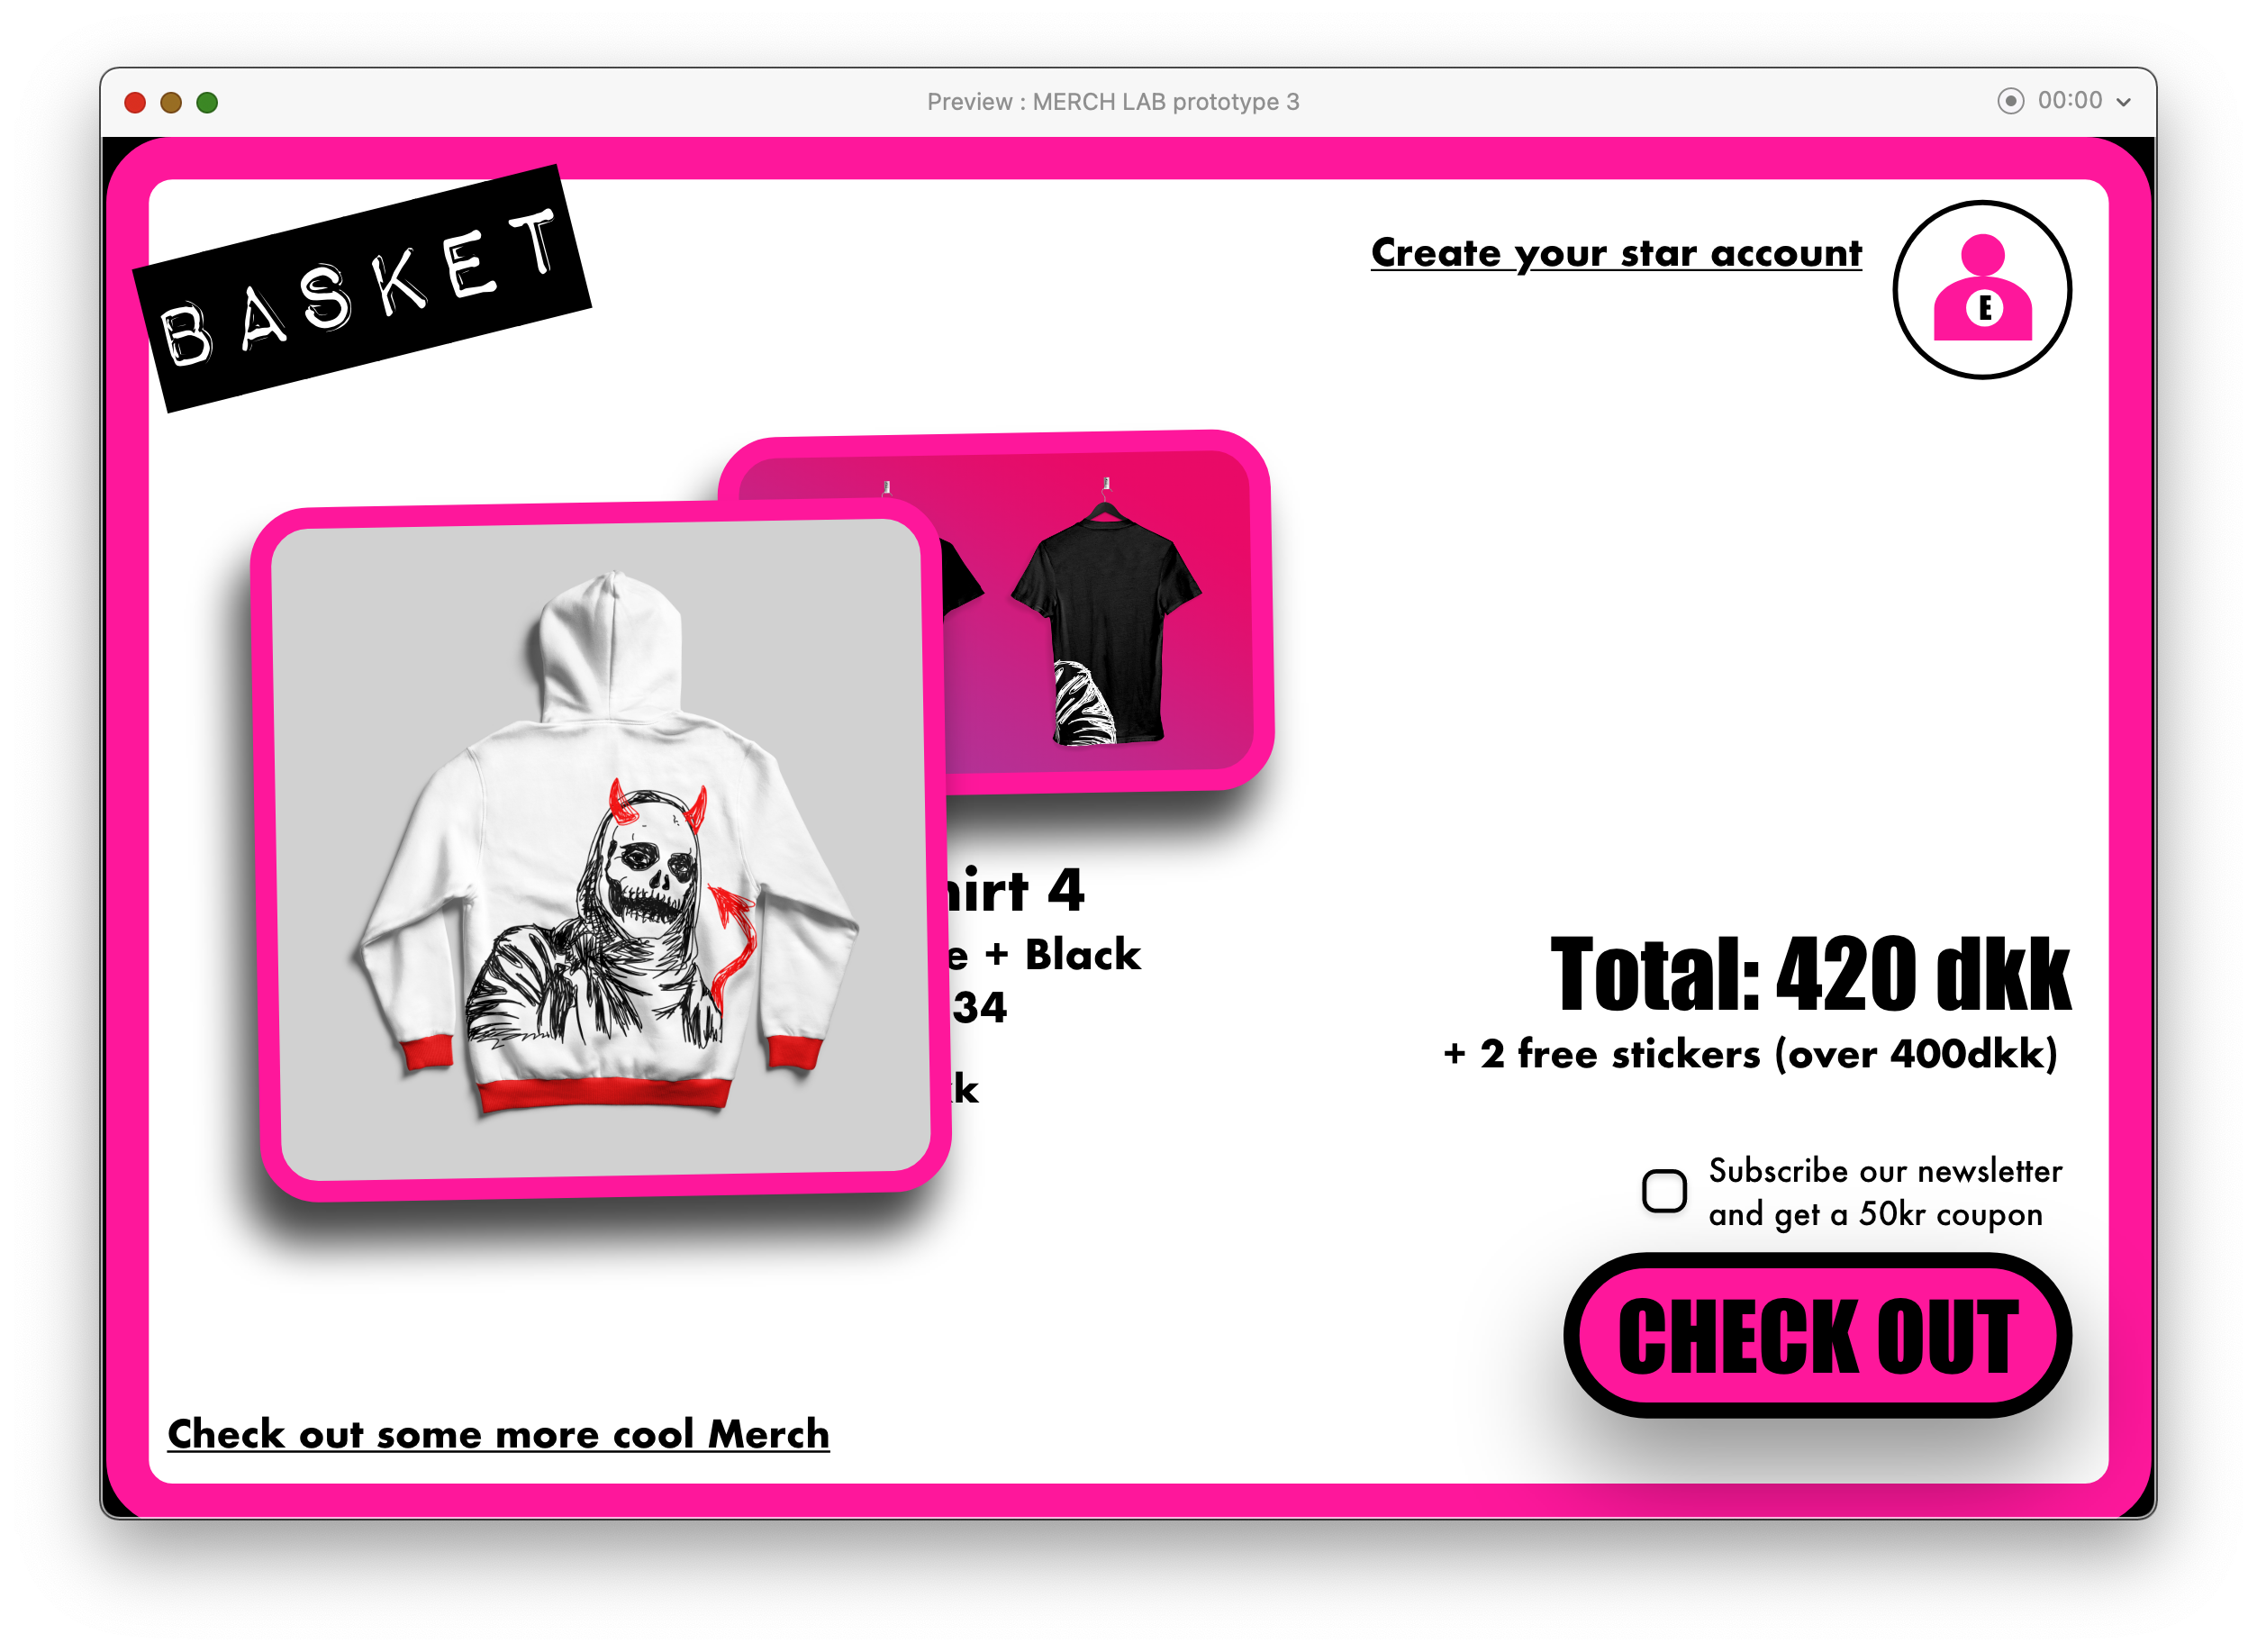 Preview : MERCH LAB prototype 3
00:00
BASKET
Create your star account
E
4
+ Black
34
Total: 420 dkk
+ 2 free stickers (over 400dkk)
Subscribe our newsletter
and get a 50kr coupon
CHECK OUT
Check out some more cool Merch